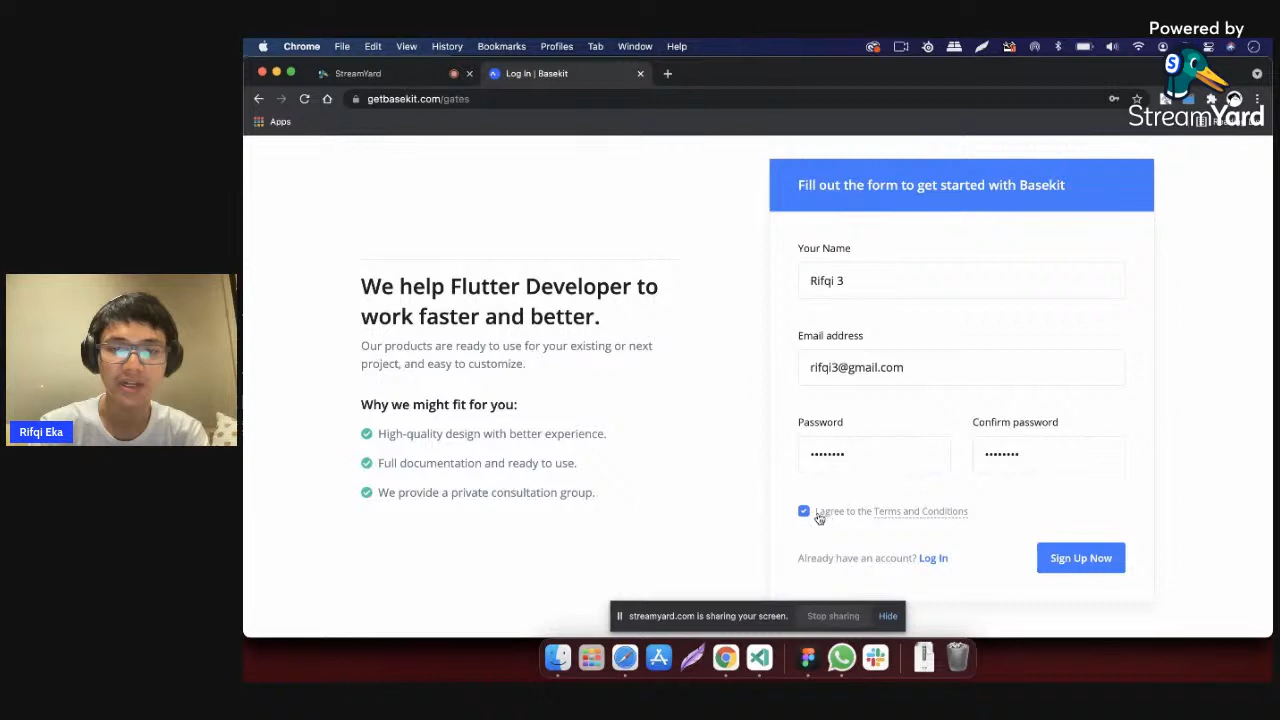 Powered by
StreamYard
Chrome File Edit View History Bookmarks Profiles Tab Window Help
StreamYard
Log In | Basekit
getbasekit.com/gates
Apps
Fill out the form to get started with Basekit
Your Name
Rifqi 3
We help Flutter Developer to
work faster and better.
Our products are ready to use for your existing or next
project, and easy to customize.
Why we might fit for you:
High-quality design with better experience.
Full documentation and ready to use.
We provide a private consultation group.
Email address
rifqi3@gmail.com
Password
Confirm password
••••••••
••••••••
I agree to the Terms and Conditions
Already have an account? Log In
Sign Up Now
Rifqi Eka
streamyard.com is sharing your screen.
Stop sharing
Hide